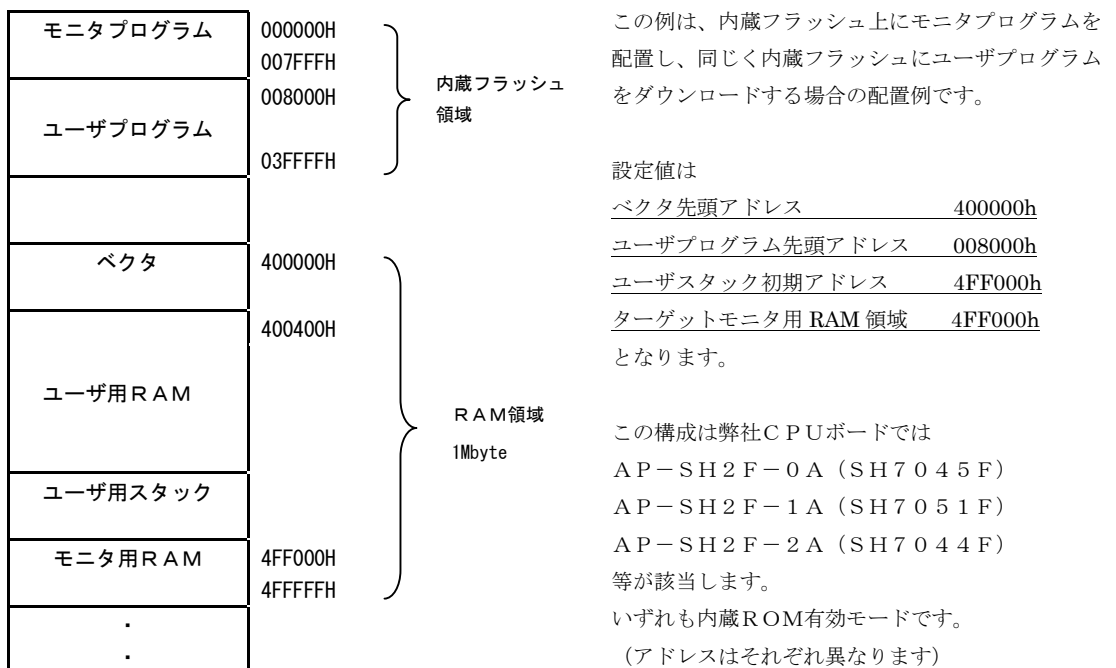 モニタプログラム
000000H
007FFFH
008000H
ユーザプログラム
03FFFFH
内蔵フラッシュ
領域
ベクタ
400000H
400400H
ユーザ用RAM
RAM領域
1Mbyte
ユーザ用スタック
モニタ用RAM
4FF000H
4FFFFFH
・
・
この例は、内蔵フラッシュ上にモニタプログラムを
配置し、同じく内蔵フラッシュにユーザプログラム
をダウンロードする場合の配置例です。
設定値は
ベクタ先頭アドレス 400000h
ユーザプログラム先頭アドレス 008000h
ユーザスタック初期アドレス 4FF000h
ターゲットモニタ用 RAM 領域 4FF000h
となります。
この構成は弊社CPUボードでは
AP-SH2F-0A(SH7045F)
AP-SH2F-1A(SH7051F)
AP-SH2F-2A(SH7044F)
等が該当します。
いずれも内蔵ROM有効モードです。
(アドレスはそれぞれ異なります)